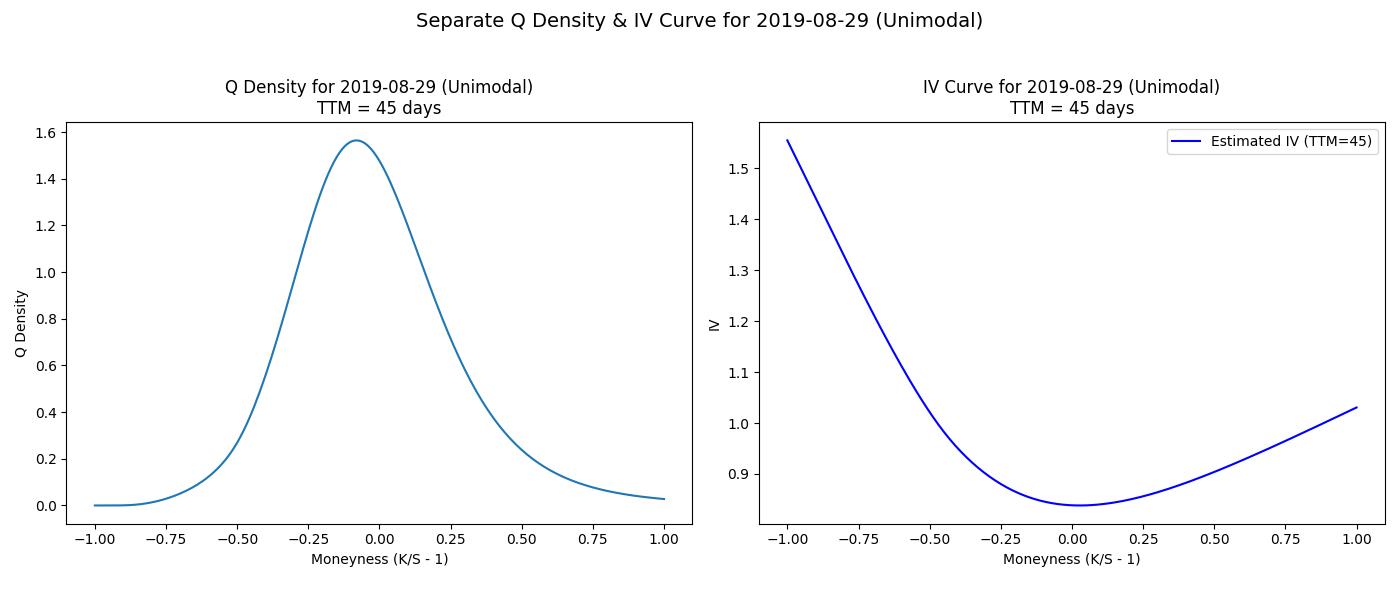 Separate Q Density & IV Curve for 2019-08-29 (Unimodal)
Q Density for 2019-08-29 (Unimodal)
TTM = 45 days
1.6
1.4
1.2
1.0
0.8
0.6
0.4
0.2
0.0
Q Density
−1.00 −0.75 −0.50 −0.25 0.00 0.25 0.50 0.75 1.00
Moneyness (K/S - 1)
IV Curve for 2019-08-29 (Unimodal)
TTM = 45 days
Estimated IV (TTM=45)
1.5
1.4
1.3
1.2
1.1
1.0
0.9
IV
−1.00 −0.75 −0.50 −0.25 0.00 0.25 0.50 0.75 1.00
Moneyness (K/S - 1)